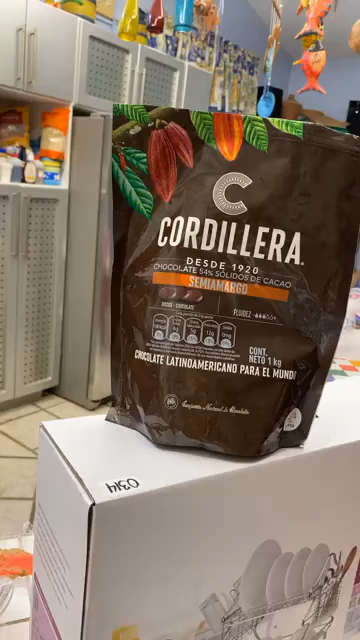 C
CORDILLERA
DESDE 1920
CHOCOLATE 54% SÓLIDOS DE CACAO
SEMIAMARGO
FLUIDEZ
CONT.
NETO 1 kg
CHOCOLATE LATINOAMERICANO PARA EL MUNDO
Compañía Nacional de Chocolates
0314